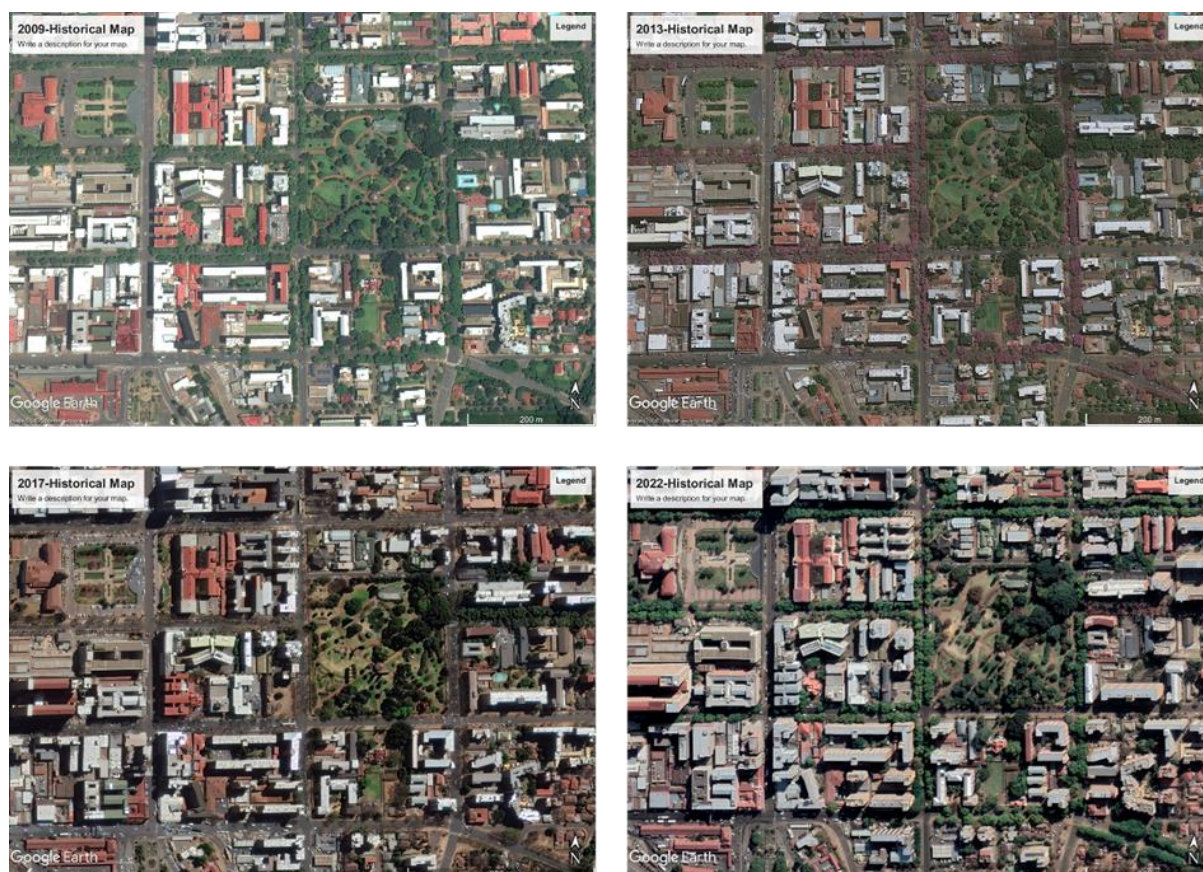 2009-Historical Map
Write a description for your map.
Legend
Google Earth
200 m
N
2013-Historical Map
Write a description for your map.
Legend
Google Earth
200 m
N
2017-Historical Map
Write a description for your map.
Legend
Google Earth
N
2022-Historical Map
Write a description for your map.
Legend
Google Earth
N